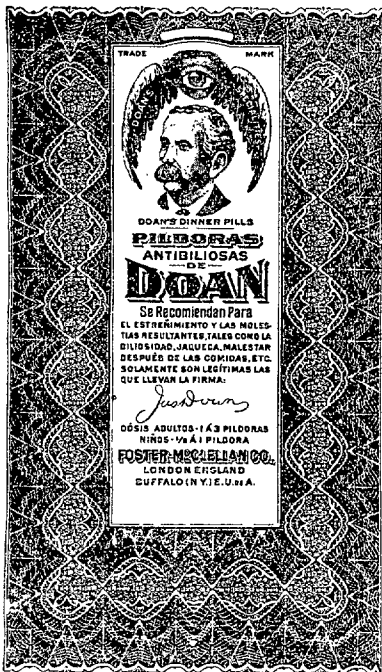 TRADE MARK
DOAN'S
DOAN'S DINNER PILLS
PILDORAS
ANTIBILIOSAS
DE
DOAN
Se Recomiendan Para
EL ESTREÑIMIENTO Y LAS MOLES-
TIAS RESULTANTES, TALES COMO LA
BILIOSIDAD, JAQUECA, MALESTAR
DESPUÉS DE LAS COMIDAS, ETC.
SOLAMENTE SON LEGÍTIMAS LAS
QUE LLEVAN LA FIRMA:
Jas Doan
DÓSIS, ADULTOS-1 Á 3 PILDORAS
NIÑOS-1/2 Á 1 PILDORA
FOSTER-McCLELLAN CO.,
LONDON ENGLAND
BUFFALO (N.Y.) E.U. DE A.